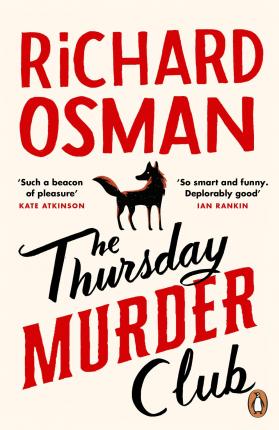 RiCHARD
OSMAN
‘Such a beacon
of pleasure’
KATE ATKINSON
‘So smart and funny.
Deplorably good’
IAN RANKIN
The
Thursday
MURDER
Club